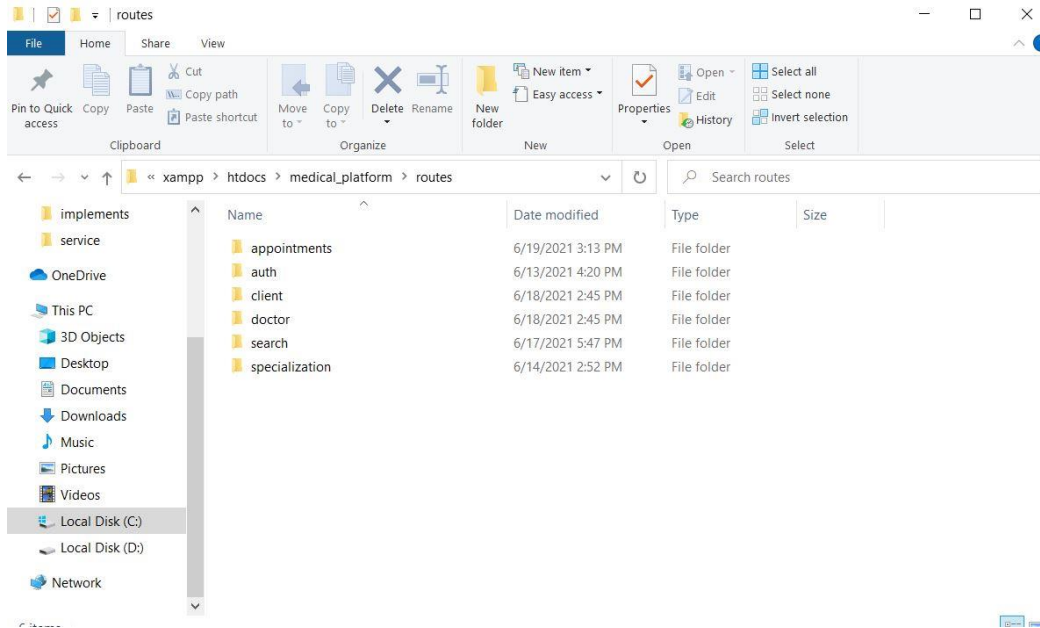 routes
File Home Share View
Pin to Quick access
Copy
Paste
Cut
Copy path
Paste shortcut
Clipboard
Move to
Copy to
Delete
Rename
Organize
New folder
New item
Easy access
New
Properties
Open
Edit
History
Open
Select all
Select none
Invert selection
Select
« xampp > htdocs > medical_platform > routes
Search routes
implements
service
OneDrive
This PC
3D Objects
Desktop
Documents
Downloads
Music
Pictures
Videos
Local Disk (C:)
Local Disk (D:)
Network
Name Date modified Type Size
appointments 6/19/2021 3:13 PM File folder
auth 6/13/2021 4:20 PM File folder
client 6/18/2021 2:45 PM File folder
doctor 6/18/2021 2:45 PM File folder
search 6/17/2021 5:47 PM File folder
specialization 6/14/2021 2:52 PM File folder